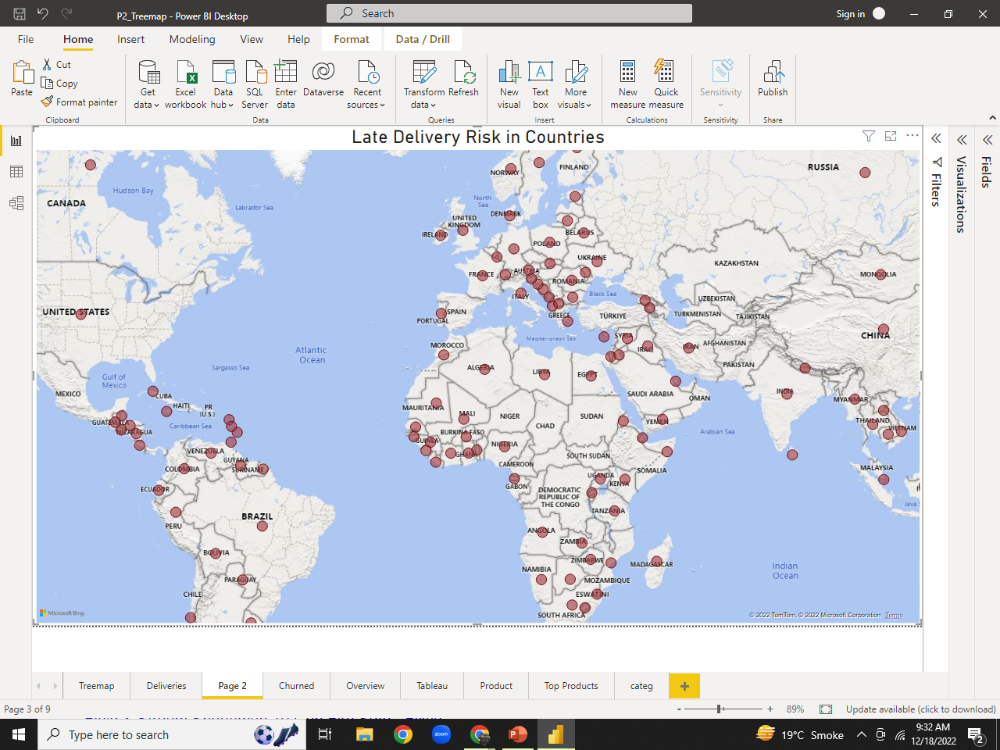 P2_Treemap - Power BI Desktop
Search
Sign in
File Home Insert Modeling View Help Format Data / Drill
Paste
Cut
Copy
Format painter
Clipboard
Get data
Excel workbook
Data hub
SQL Server
Enter data
Dataverse
Recent sources
Data
Transform data
Refresh
Queries
New visual
Text box
More visuals
Insert
New measure
Quick measure
Calculations
Sensitivity
Sensitivity
Publish
Share
Late Delivery Risk in Countries
Filters
Visualizations
Fields
NORWAY
FINLAND
RUSSIA
Hudson Bay
CANADA
Labrador Sea
North Sea
DENMARK
UNITED KINGDOM
IRELAND
BELARUS
POLAND
UKRAINE
KAZAKHSTAN
FRANCE
AUSTRIA
ROMANIA
MONGOLIA
ITALY
Black Sea
UZBEKISTAN
UNITED STATES
SPAIN
PORTUGAL
GREECE
TÜRKIYE
TURKMENISTAN
TAJIKISTAN
Mediterranean Sea
SYRIA
CHINA
Atlantic Ocean
MOROCCO
IRAQ
IRAN
AFGHANISTAN
Sargasso Sea
ALGERIA
LIBYA
EGYPT
PAKISTAN
Gulf of Mexico
MEXICO
CUBA
SAUDI ARABIA
OMAN
INDIA
MYANMAR
HAITI
PR (U.S.)
MAURITANIA
MALI
NIGER
CHAD
SUDAN
YEMEN
THAILAND
VIETNAM
GUATEMALA
NICARAGUA
Caribbean Sea
BURKINA FASO
Arabian Sea
GUINEA
GHANA
NIGERIA
VENEZUELA
GUYANA
SURINAME
COLOMBIA
CAMEROON
SOUTH SUDAN
SOMALIA
MALAYSIA
ECUADOR
GABON
UGANDA
KENYA
DEMOCRATIC REPUBLIC OF THE CONGO
Java S
BRAZIL
PERU
TANZANIA
ANGOLA
ZAMBIA
BOLIVIA
ZIMBABWE
MADAGASCAR
Indian Ocean
NAMIBIA
PARAGUAY
MOZAMBIQUE
CHILE
ESWATINI
SOUTH AFRICA
Microsoft Bing
© 2022 TomTom, © 2022 Microsoft Corporation Terms
Treemap Deliveries Page 2 Churned Overview Tableau Product Top Products categ +
Page 3 of 9
- + 89%
Update available (click to download)
Type here to search
zoom
19°C Smoke
9:32 AM
12/18/2022
2